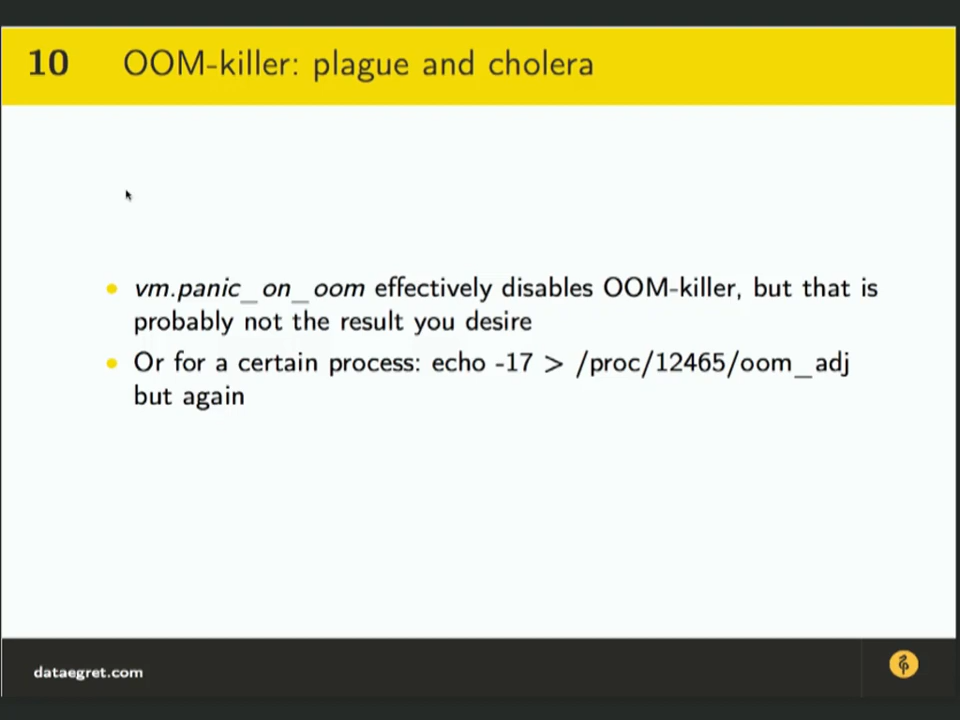 10 OOM-killer: plague and cholera
• vm.panic_on_oom effectively disables OOM-killer, but that is
probably not the result you desire
• Or for a certain process: echo -17 > /proc/12465/oom_adj
but again
dataegret.com